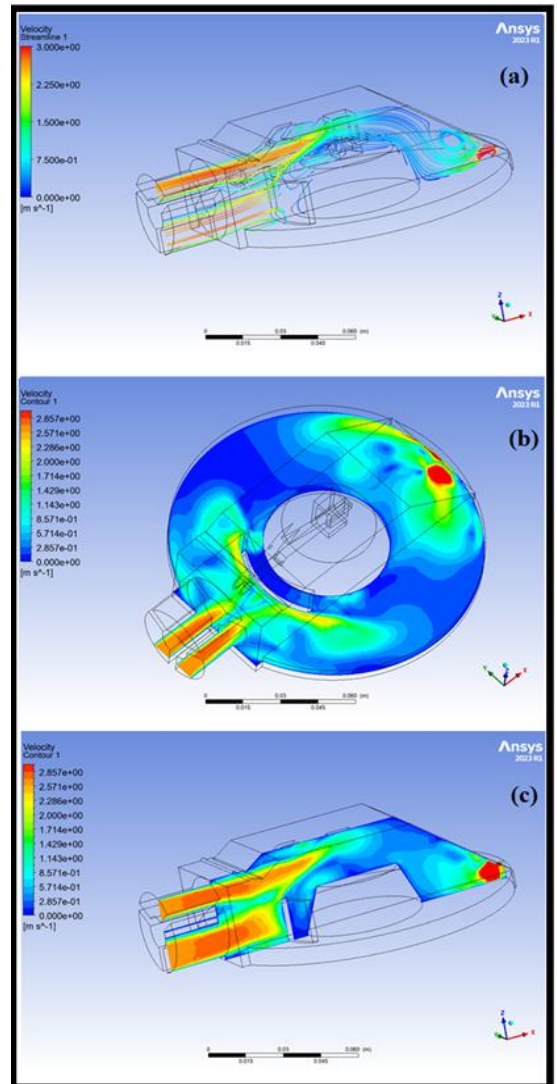 Velocity
Streamline 1
3.000e+00
2.250e+00
1.500e+00
7.500e-01
0.000e+00
[m s^-1]
Ansys
2023 R1
(a)
0
0.03
0.060 (m)
0.015
0.045
Z
Y
X
Velocity
Contour 1
2.857e+00
2.571e+00
2.286e+00
2.000e+00
1.714e+00
1.429e+00
1.143e+00
8.571e-01
5.714e-01
2.857e-01
0.000e+00
[m s^-1]
Ansys
2023 R1
(b)
0
0.03
0.060 (m)
0.015
0.045
Y
Z
X
Velocity
Contour 1
2.857e+00
2.571e+00
2.286e+00
2.000e+00
1.714e+00
1.429e+00
1.143e+00
8.571e-01
5.714e-01
2.857e-01
0.000e+00
[m s^-1]
Ansys
2023 R1
(c)
0
0.03
0.060 (m)
0.015
0.045
Z
Y
X